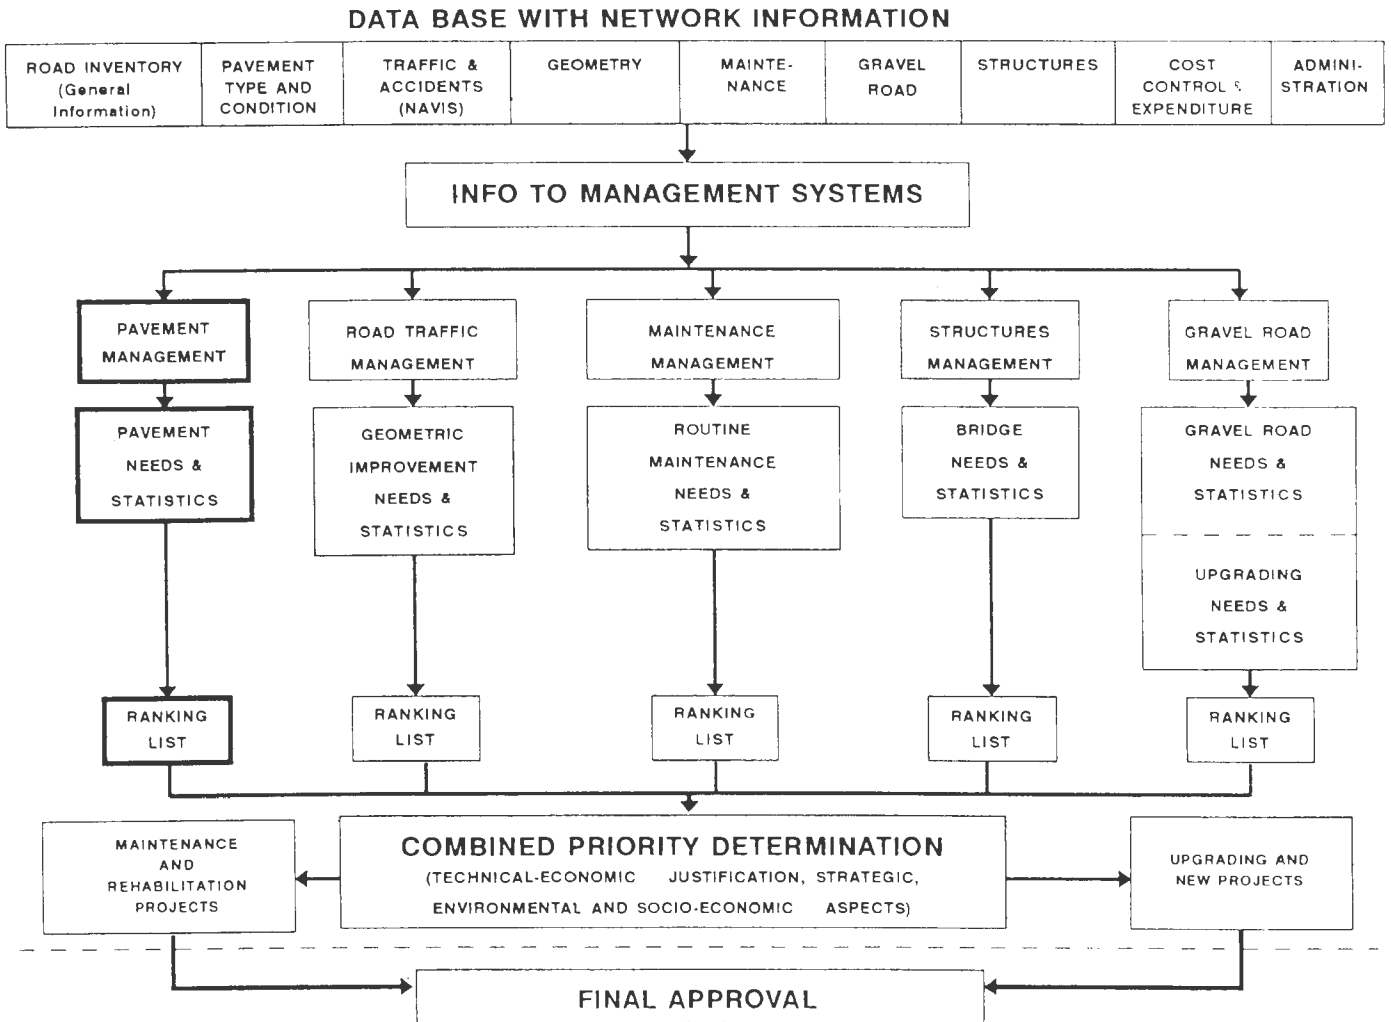 DATA BASE WITH NETWORK INFORMATION
ROAD INVENTORY
(General
Information)
PAVEMENT
TYPE AND
CONDITION
TRAFFIC &
ACCIDENTS
(NAVIS)
GEOMETRY
MAINTE-
NANCE
GRAVEL
ROAD
STRUCTURES
COST
CONTROL &
EXPENDITURE
ADMINI-
STRATION
INFO TO MANAGEMENT SYSTEMS
PAVEMENT
MANAGEMENT
ROAD TRAFFIC
MANAGEMENT
MAINTENANCE
MANAGEMENT
STRUCTURES
MANAGEMENT
GRAVEL ROAD
MANAGEMENT
PAVEMENT
NEEDS &
STATISTICS
GEOMETRIC
IMPROVEMENT
NEEDS &
STATISTICS
ROUTINE
MAINTENANCE
NEEDS &
STATISTICS
BRIDGE
NEEDS &
STATISTICS
GRAVEL ROAD
NEEDS &
STATISTICS
UPGRADING
NEEDS &
STATISTICS
RANKING
LIST
RANKING
LIST
RANKING
LIST
RANKING
LIST
RANKING
LIST
MAINTENANCE
AND
REHABILITATION
PROJECTS
COMBINED PRIORITY DETERMINATION
(TECHNICAL-ECONOMIC JUSTIFICATION, STRATEGIC,
ENVIRONMENTAL AND SOCIO-ECONOMIC ASPECTS)
UPGRADING AND
NEW PROJECTS
FINAL APPROVAL